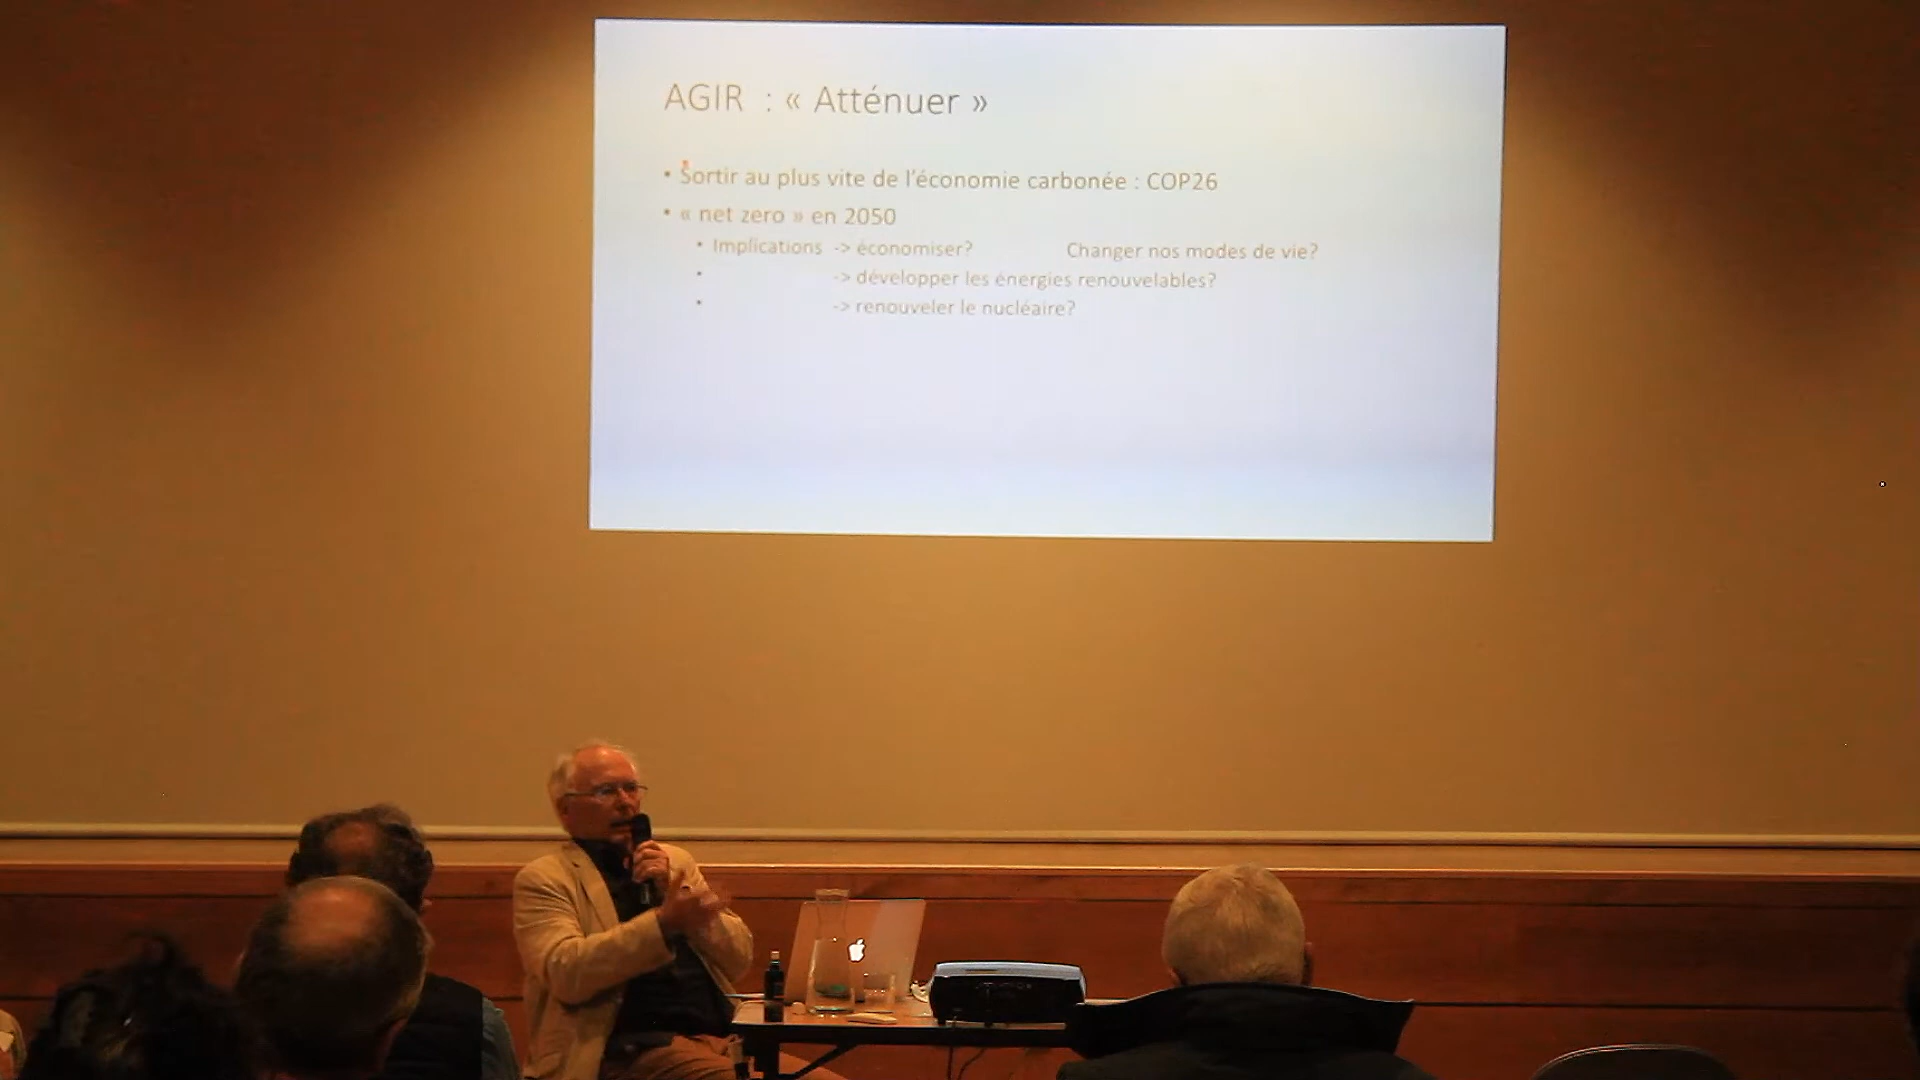 AGIR : « Atténuer »
• Sortir au plus vite de l'économie carbonée : COP26
• « net zero » en 2050
• Implications -> économiser? Changer nos modes de vie?
• -> développer les énergies renouvelables?
• -> renouveler le nucléaire?